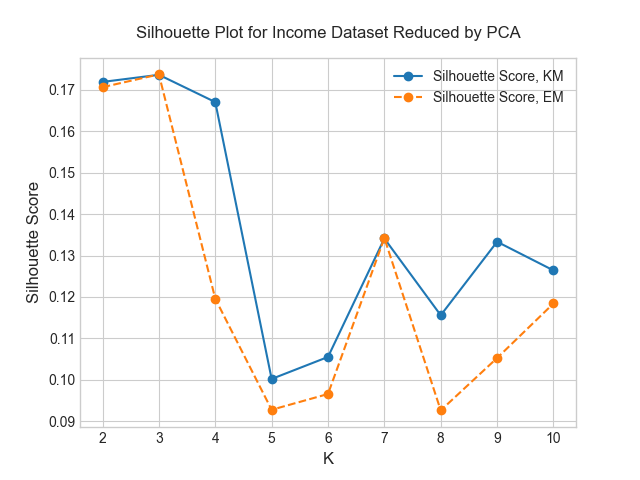 Silhouette Plot for Income Dataset Reduced by PCA
Silhouette Score, KM
Silhouette Score, EM
Silhouette Score
0.17
0.16
0.15
0.14
0.13
0.12
0.11
0.10
0.09
2 3 4 5 6 7 8 9 10
K